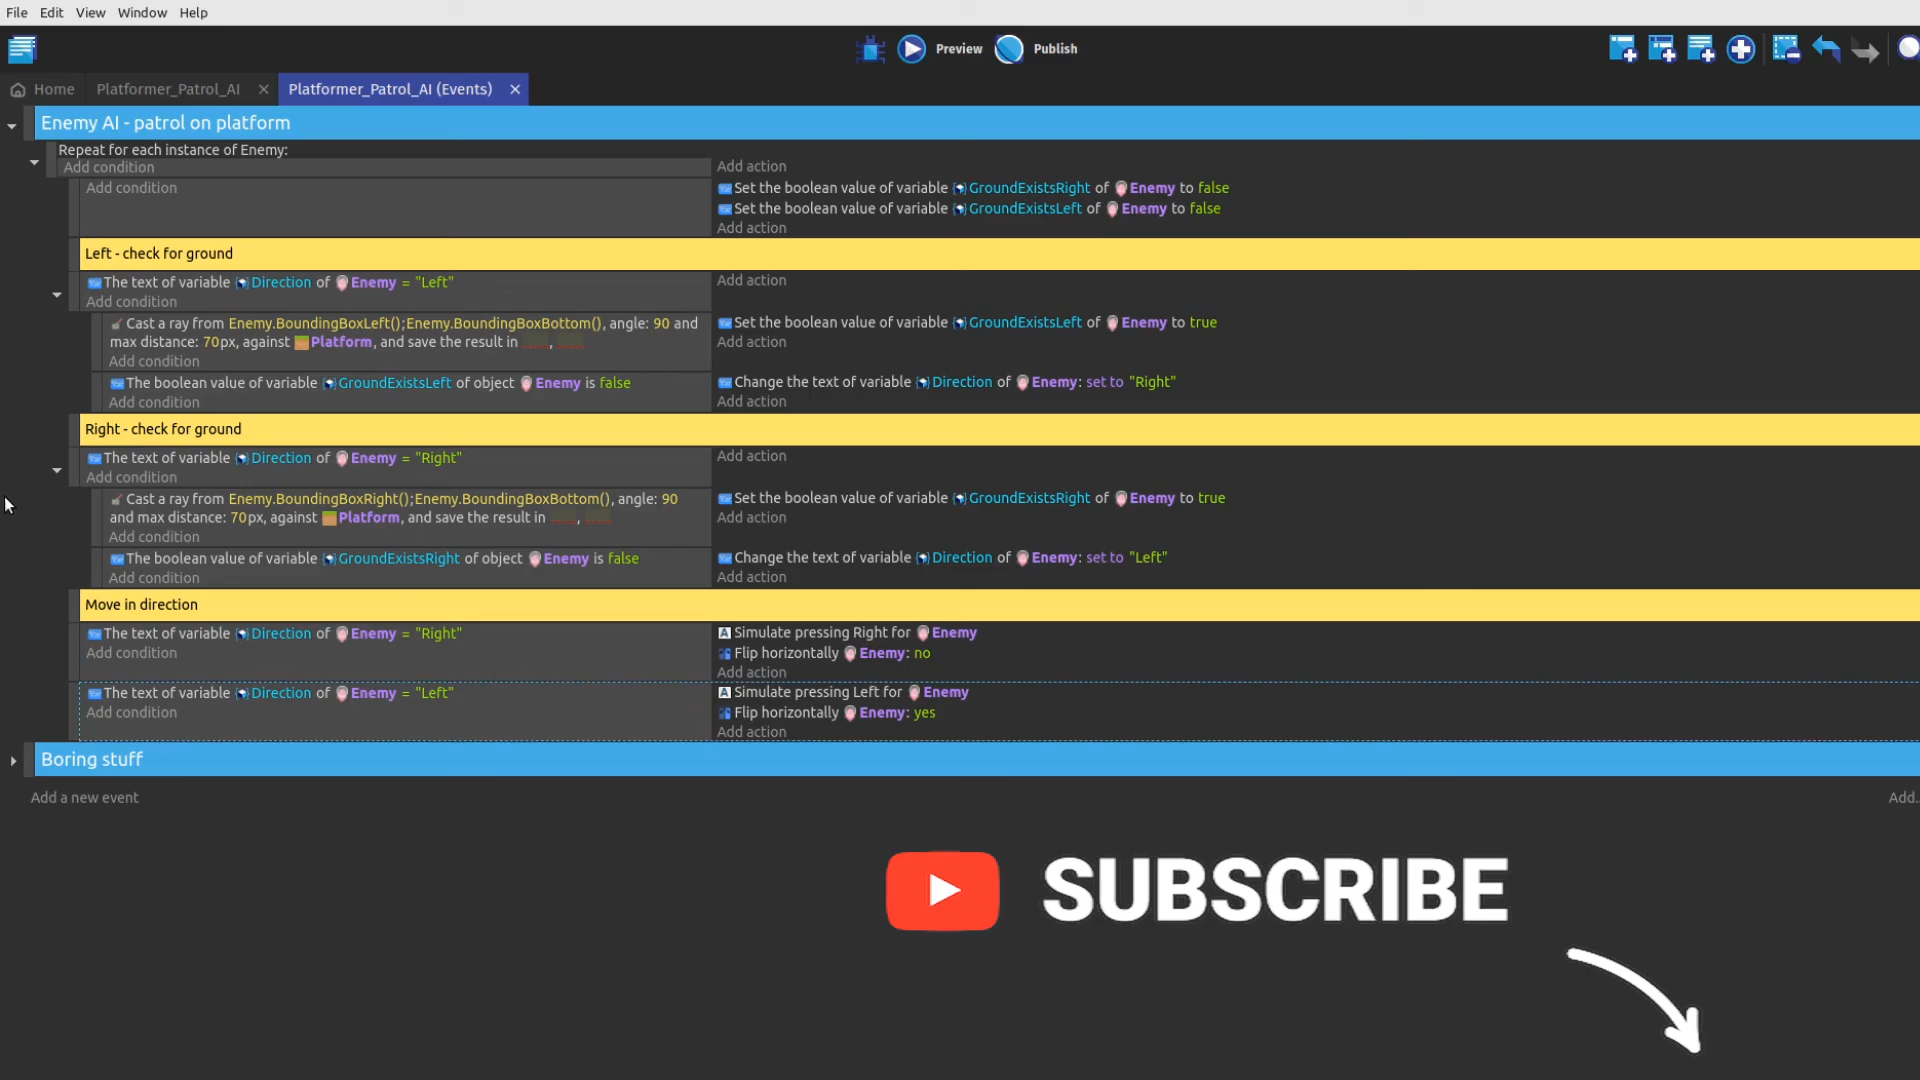 File Edit View Window Help
Preview Publish
Home Platformer_Patrol_AI Platformer_Patrol_AI (Events)
Enemy AI - patrol on platform
Repeat for each instance of Enemy:
Add condition Add action
Add condition Set the boolean value of variable GroundExistsRight of Enemy to false
Set the boolean value of variable GroundExistsLeft of Enemy to false
Add action
Left - check for ground
The text of variable Direction of Enemy = "Left" Add action
Add condition
Cast a ray from Enemy.BoundingBoxLeft();Enemy.BoundingBoxBottom(), angle: 90 and Set the boolean value of variable GroundExistsLeft of Enemy to true
max distance: 70px, against Platform, and save the result in , Add action
Add condition
The boolean value of variable GroundExistsLeft of object Enemy is false Change the text of variable Direction of Enemy: set to "Right"
Add condition Add action
Right - check for ground
The text of variable Direction of Enemy = "Right" Add action
Add condition
Cast a ray from Enemy.BoundingBoxRight();Enemy.BoundingBoxBottom(), angle: 90 Set the boolean value of variable GroundExistsRight of Enemy to true
and max distance: 70px, against Platform, and save the result in , Add action
Add condition
The boolean value of variable GroundExistsRight of object Enemy is false Change the text of variable Direction of Enemy: set to "Left"
Add condition Add action
Move in direction
The text of variable Direction of Enemy = "Right" Simulate pressing Right for Enemy
Add condition Flip horizontally Enemy: no
Add action
The text of variable Direction of Enemy = "Left" Simulate pressing Left for Enemy
Add condition Flip horizontally Enemy: yes
Add action
Boring stuff
Add a new event Add...
SUBSCRIBE